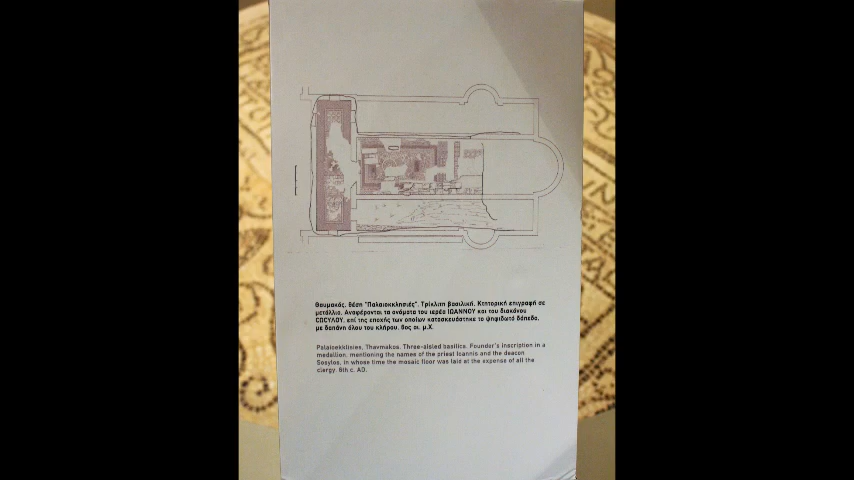 Θαυμακός, θέση "Παλαιοκκλησιές". Τρίκλιτη βασιλική. Κτητορική επιγραφή σε
μετάλλιο. Αναφέρονται τα ονόματα του ιερέα ΙΩΑΝΝΟΥ και του διακόνου
CΩCΥΛΟΥ, επί της εποχής των οποίων κατασκευάστηκε το ψηφιδωτό δάπεδο,
με δαπάνη όλου του κλήρου. 6ος αι. μ.Χ.
Palaioekklisies, Thavmakos. Three-aisled basilica. Founder's inscription in a
medallion, mentioning the names of the priest Ioannis and the deacon
Sosylos, in whose time the mosaic floor was laid at the expense of all the
clergy. 6th c. AD.